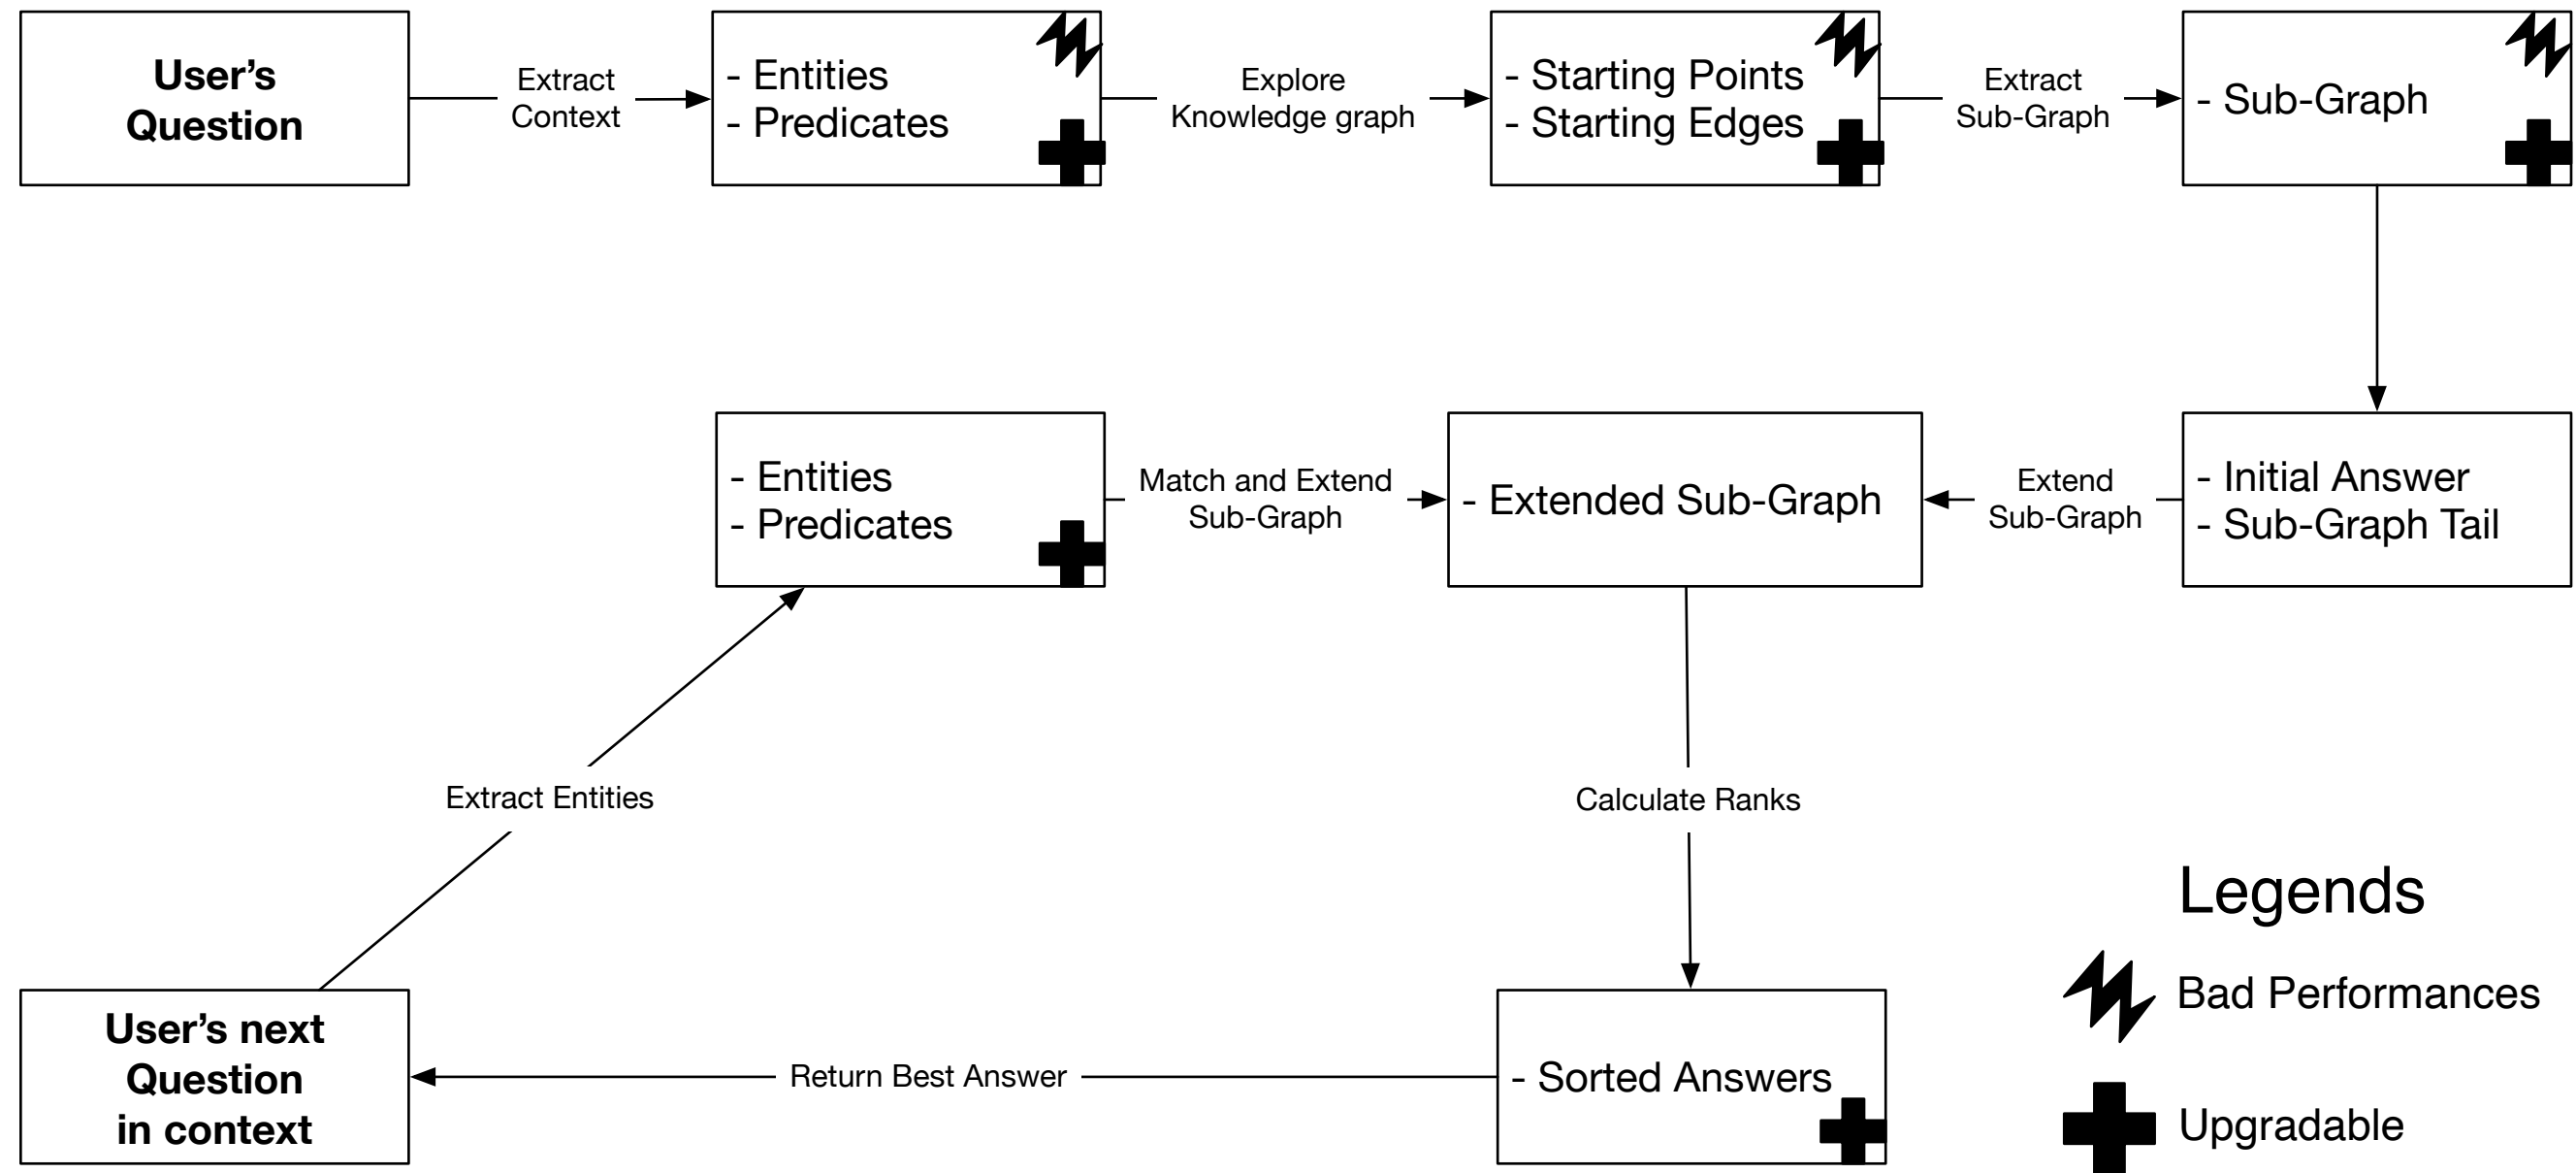 User’s
Question
Extract
Context
- Entities
- Predicates
Explore
Knowledge graph
- Starting Points
- Starting Edges
Extract
Sub-Graph
- Sub-Graph
- Entities
- Predicates
Match and Extend
Sub-Graph
- Extended Sub-Graph
Extend
Sub-Graph
- Initial Answer
- Sub-Graph Tail
Extract Entities
Calculate Ranks
User’s next
Question
in context
Return Best Answer
- Sorted Answers
Legends
Bad Performances
Upgradable